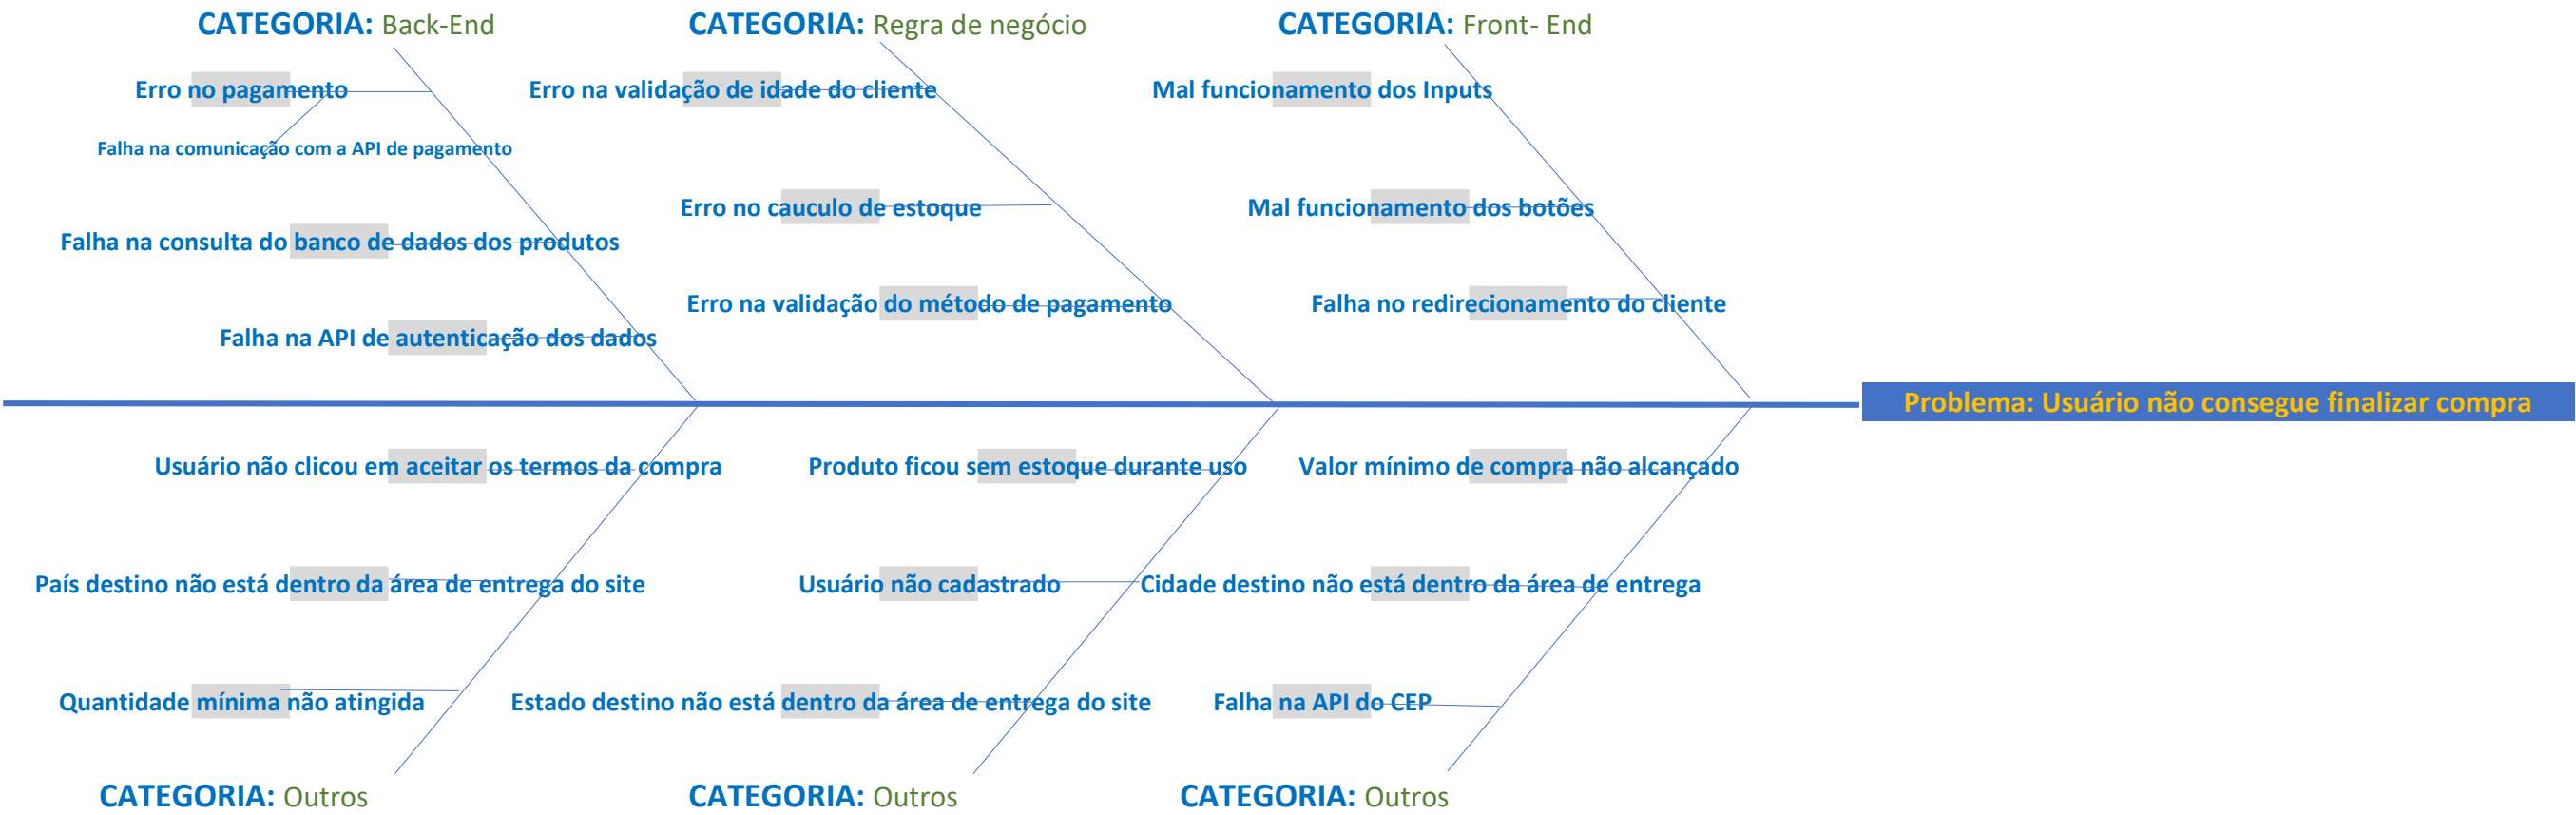 CATEGORIA: Back-End
CATEGORIA: Regra de negócio
CATEGORIA: Front- End
Erro no pagamento
Erro na validação de idade do cliente
Mal funcionamento dos Inputs
Falha na comunicação com a API de pagamento
Erro no cauculo de estoque
Mal funcionamento dos botões
Falha na consulta do banco de dados dos produtos
Erro na validação do método de pagamento
Falha no redirecionamento do cliente
Falha na API de autenticação dos dados
Problema: Usuário não consegue finalizar compra
Usuário não clicou em aceitar os termos da compra
Produto ficou sem estoque durante uso
Valor mínimo de compra não alcançado
País destino não está dentro da área de entrega do site
Usuário não cadastrado
Cidade destino não está dentro da área de entrega
Quantidade mínima não atingida
Estado destino não está dentro da área de entrega do site
Falha na API do CEP
CATEGORIA: Outros
CATEGORIA: Outros
CATEGORIA: Outros